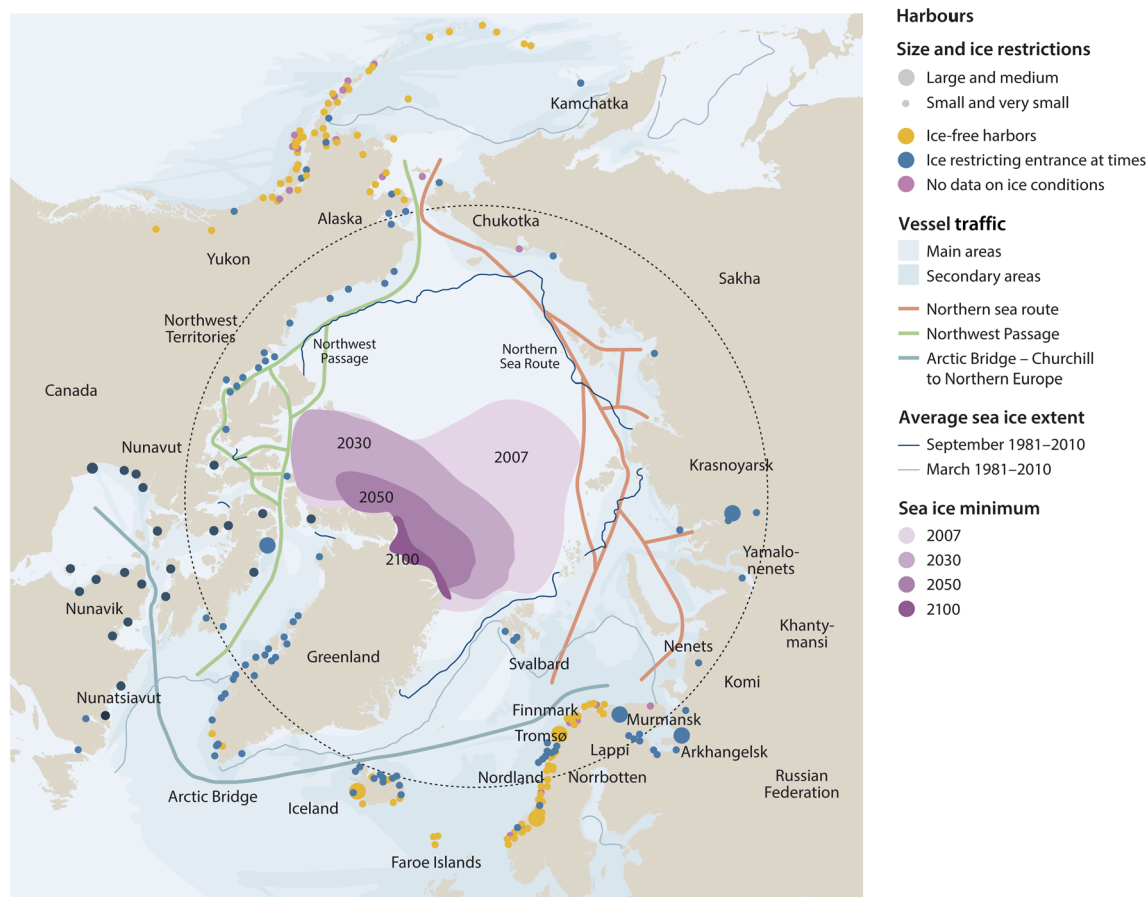 Kamchatka
Alaska
Chukotka
Yukon
Sakha
Northwest
Territories
Northwest
Passage
Northern
Sea Route
Canada
2030
2007
Nunavut
Krasnoyarsk
2050
2100
Yamalo-
nenets
Nunavik
Khanty-
mansi
Greenland
Svalbard
Nenets
Komi
Nunatsiavut
Finnmark
Murmansk
Tromsø
Lappi
Arkhangelsk
Nordland
Norrbotten
Russian
Federation
Arctic Bridge
Iceland
Faroe Islands
Harbours
Size and ice restrictions
Large and medium
Small and very small
Ice-free harbors
Ice restricting entrance at times
No data on ice conditions
Vessel traffic
Main areas
Secondary areas
Northern sea route
Northwest Passage
Arctic Bridge – Churchill
to Northern Europe
Average sea ice extent
September 1981–2010
March 1981–2010
Sea ice minimum
2007
2030
2050
2100